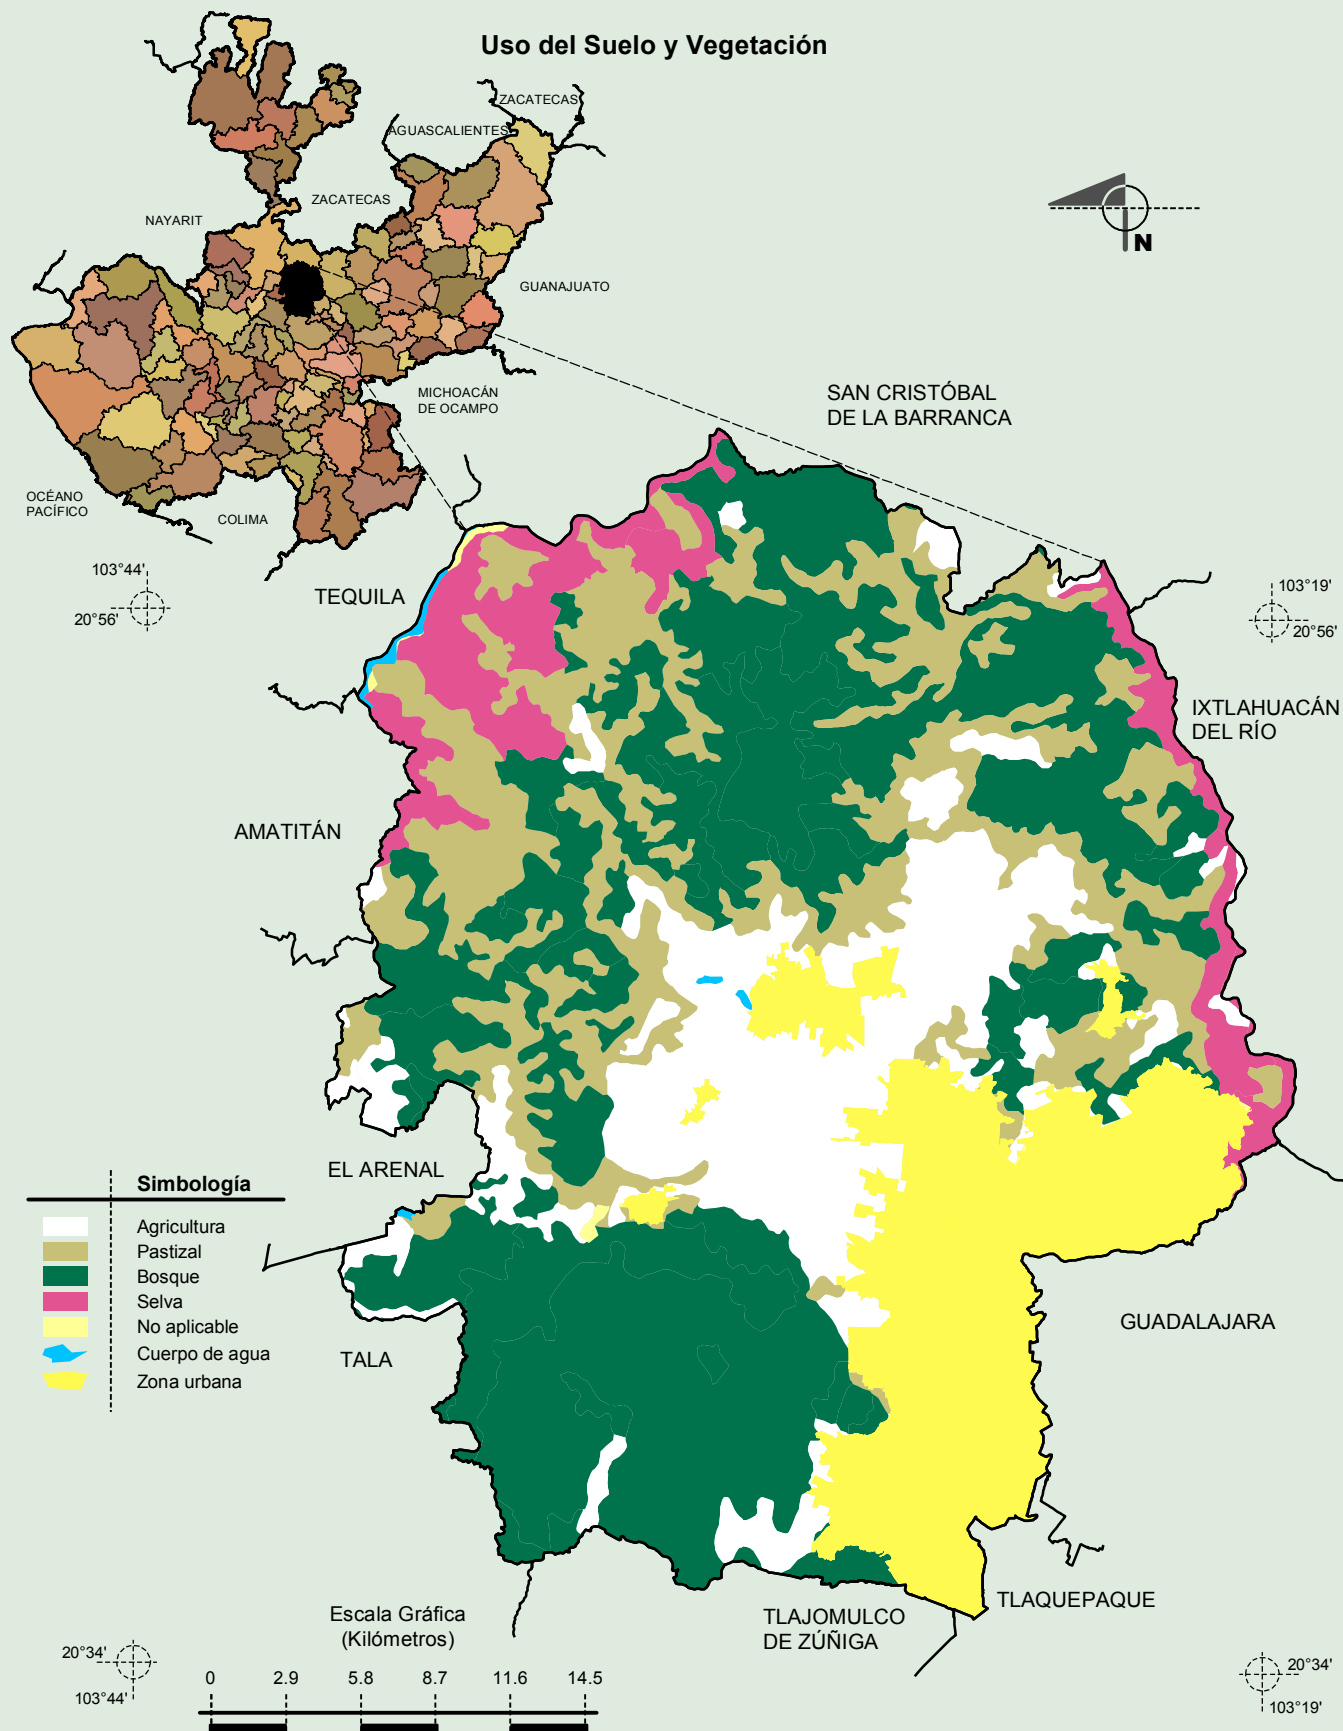 Uso del Suelo y Vegetación
ZACATECAS
AGUASCALIENTES
ZACATECAS
NAYARIT
GUANAJUATO
MICHOACÁN
DE OCAMPO
OCÉANO
PACÍFICO
COLIMA
N
SAN CRISTÓBAL
DE LA BARRANCA
103°44'
20°56'
103°19'
20°56'
TEQUILA
IXTLAHUACÁN
DEL RÍO
AMATITÁN
EL ARENAL
Simbología
Agricultura
Pastizal
Bosque
Selva
No aplicable
Cuerpo de agua
Zona urbana
TALA
GUADALAJARA
TLAQUEPAQUE
TLAJOMULCO
DE ZÚÑIGA
Escala Gráfica
(Kilómetros)
0 2.9 5.8 8.7 11.6 14.5
20°34'
103°44'
20°34'
103°19'